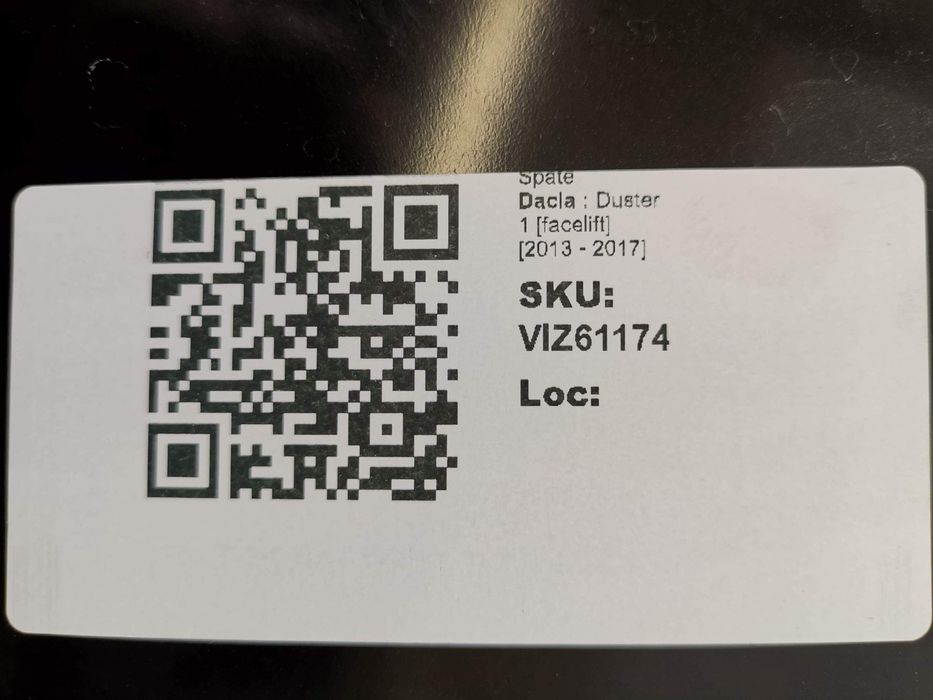 Spate
Dacia : Duster
1 [facelift]
[2013 - 2017]
SKU:
VIZ61174
Loc: